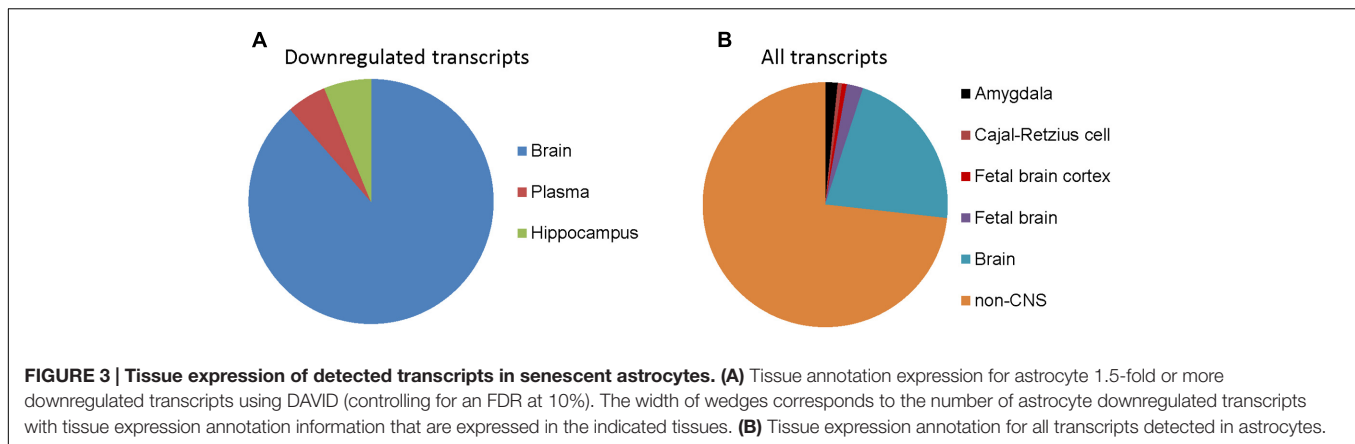 A
Downregulated transcripts
Brain
Plasma
Hippocampus
B
All transcripts
Amygdala
Cajal-Retzius cell
Fetal brain cortex
Fetal brain
Brain
non-CNS
FIGURE 3 | Tissue expression of detected transcripts in senescent astrocytes. (A) Tissue annotation expression for astrocyte 1.5-fold or more
downregulated transcripts using DAVID (controlling for an FDR at 10%). The width of wedges corresponds to the number of astrocyte downregulated transcripts
with tissue expression annotation information that are expressed in the indicated tissues. (B) Tissue expression annotation for all transcripts detected in astrocytes.